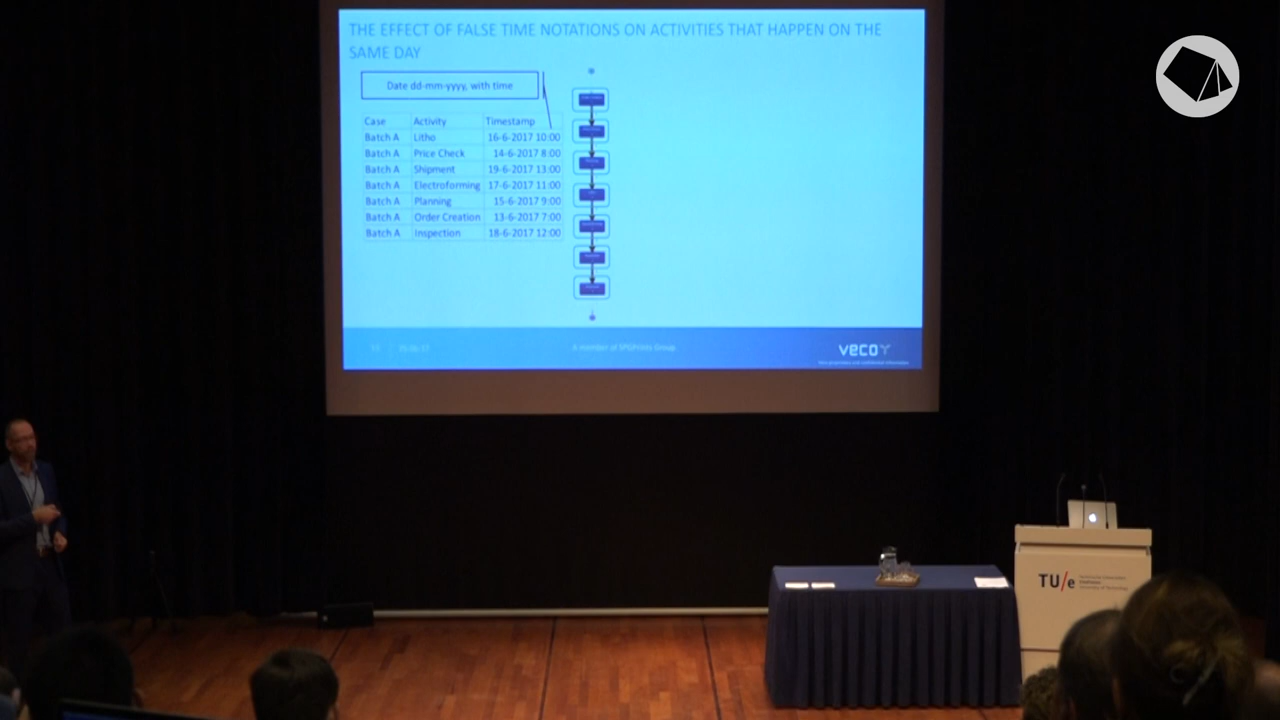 THE EFFECT OF FALSE TIME NOTATIONS ON ACTIVITIES THAT HAPPEN ON THE
SAME DAY
Date dd-mm-yyyy, with time
Case Activity Timestamp
Batch A Litho 16-6-2017 10:00
Batch A Price Check 14-6-2017 8:00
Batch A Shipment 19-6-2017 13:00
Batch A Electroforming 17-6-2017 11:00
Batch A Planning 15-6-2017 9:00
Batch A Order Creation 13-6-2017 7:00
Batch A Inspection 18-6-2017 12:00
A member of SPGPrints Group
veco
TU/e